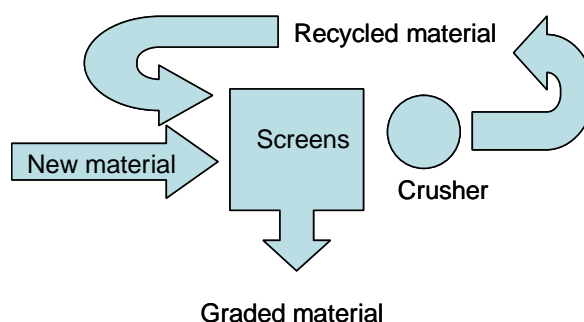 Recycled material
Screens
New material
Crusher
Graded material